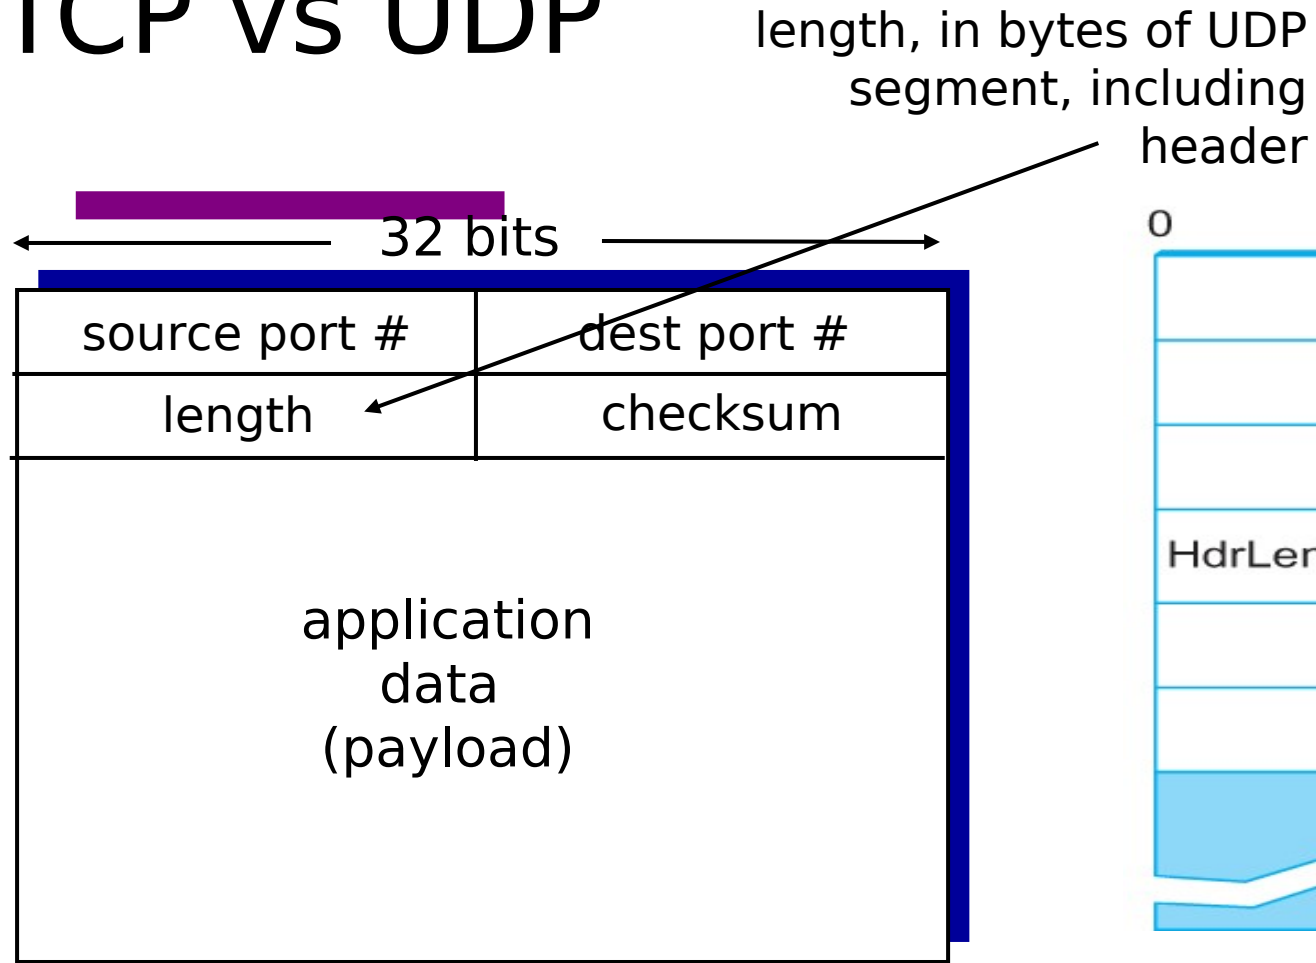 TCP vs UDP
length, in bytes of UDP
segment, including
header
32 bits
0
source port #
dest port #
length
checksum
application
data
(payload)
HdrLen